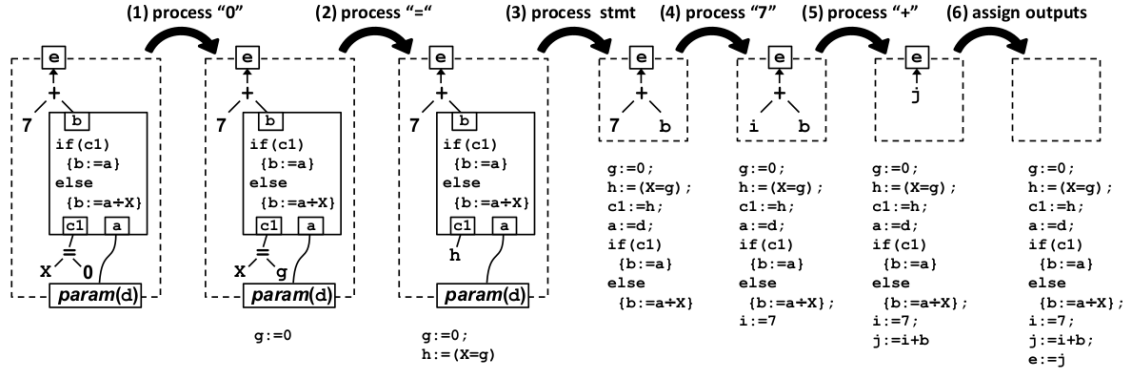 (1) process “0”
(2) process “=“
(3) process stmt
(4) process “7”
(5) process “+”
(6) assign outputs
e
+
7
b
if(c1)
{b:=a}
else
{b:=a÷X}
c1
a
=
X
0
param(d)
e
+
7
b
if(c1)
{b:=a}
else
{b:=a÷X}
c1
a
=
X
g
param(d)
g:=0
e
+
7
b
if(c1)
{b:=a}
else
{b:=a÷X}
c1
a
h
param(d)
g:=0;
h:=(X=g)
e
+
7
b
g:=0;
h:=(X=g);
c1:=h;
a:=d;
if(c1)
{b:=a}
else
{b:=a÷X}
e
+
i
b
g:=0;
h:=(X=g);
c1:=h;
a:=d;
if(c1)
{b:=a}
else
{b:=a÷X};
i:=7
e
j
g:=0;
h:=(X=g);
c1:=h;
a:=d;
if(c1)
{b:=a}
else
{b:=a÷X};
i:=7;
j:=i+b
g:=0;
h:=(X=g);
c1:=h;
a:=d;
if(c1)
{b:=a}
else
{b:=a÷X};
i:=7;
j:=i+b;
e:=j